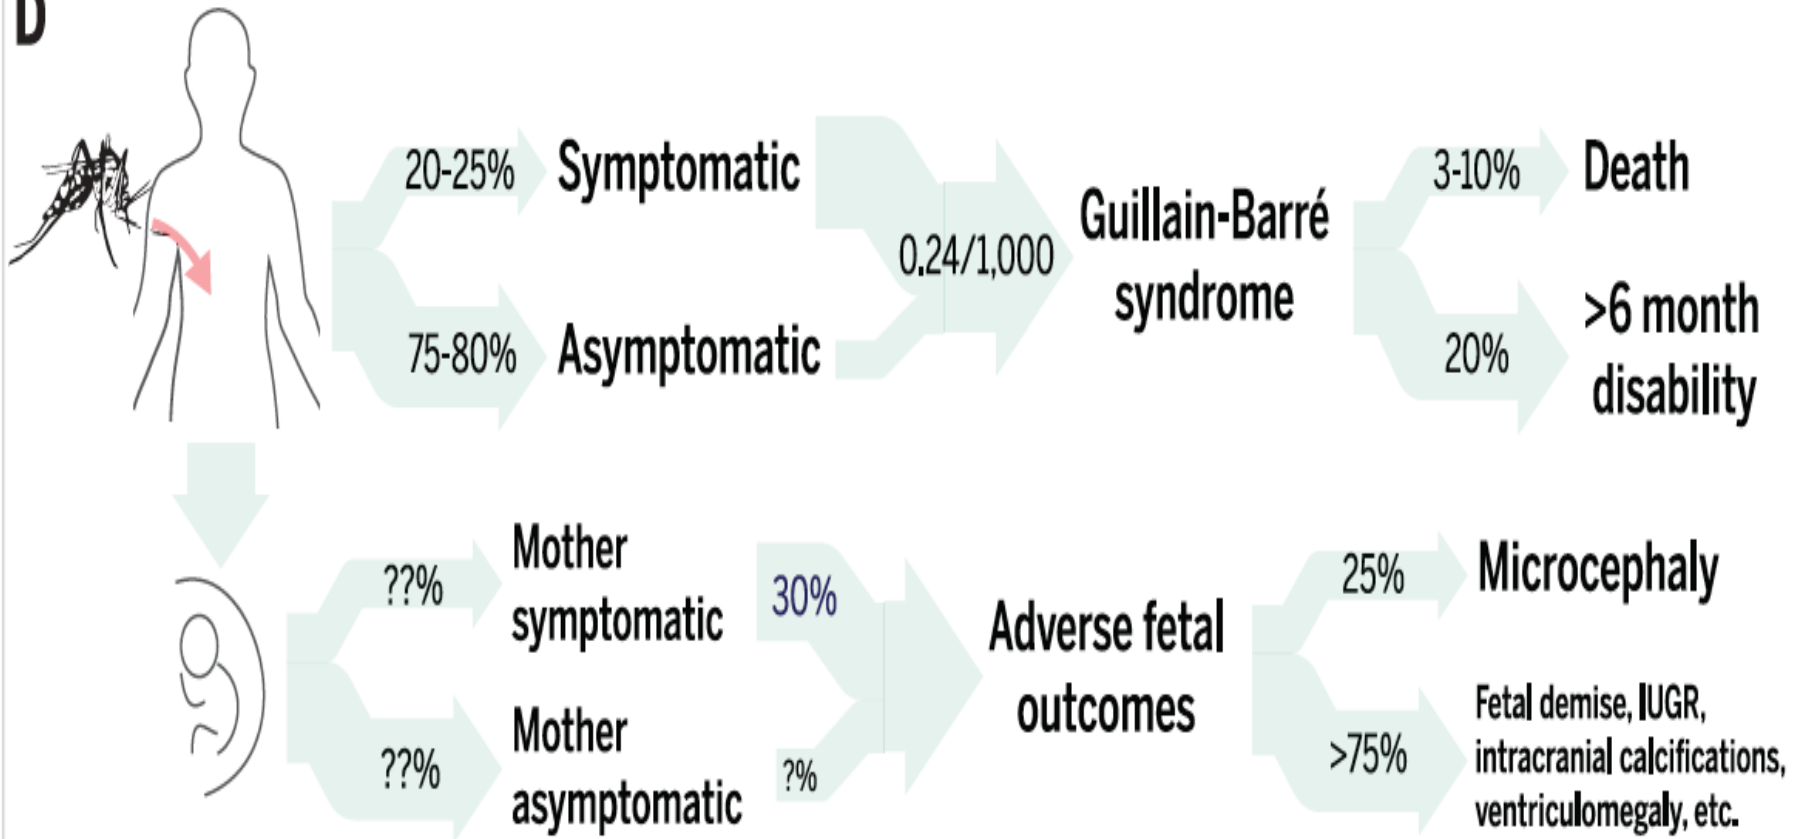 D
20-25%
Symptomatic
75-80%
Asymptomatic
0.24/1,000
Guillain-Barré
syndrome
3-10%
Death
20%
>6 month
disability
??%
Mother
symptomatic
30%
??%
Mother
asymptomatic
?%
Adverse fetal
outcomes
25%
Microcephaly
>75%
Fetal demise, IUGR,
intracranial calcifications,
ventriculomegaly, etc.